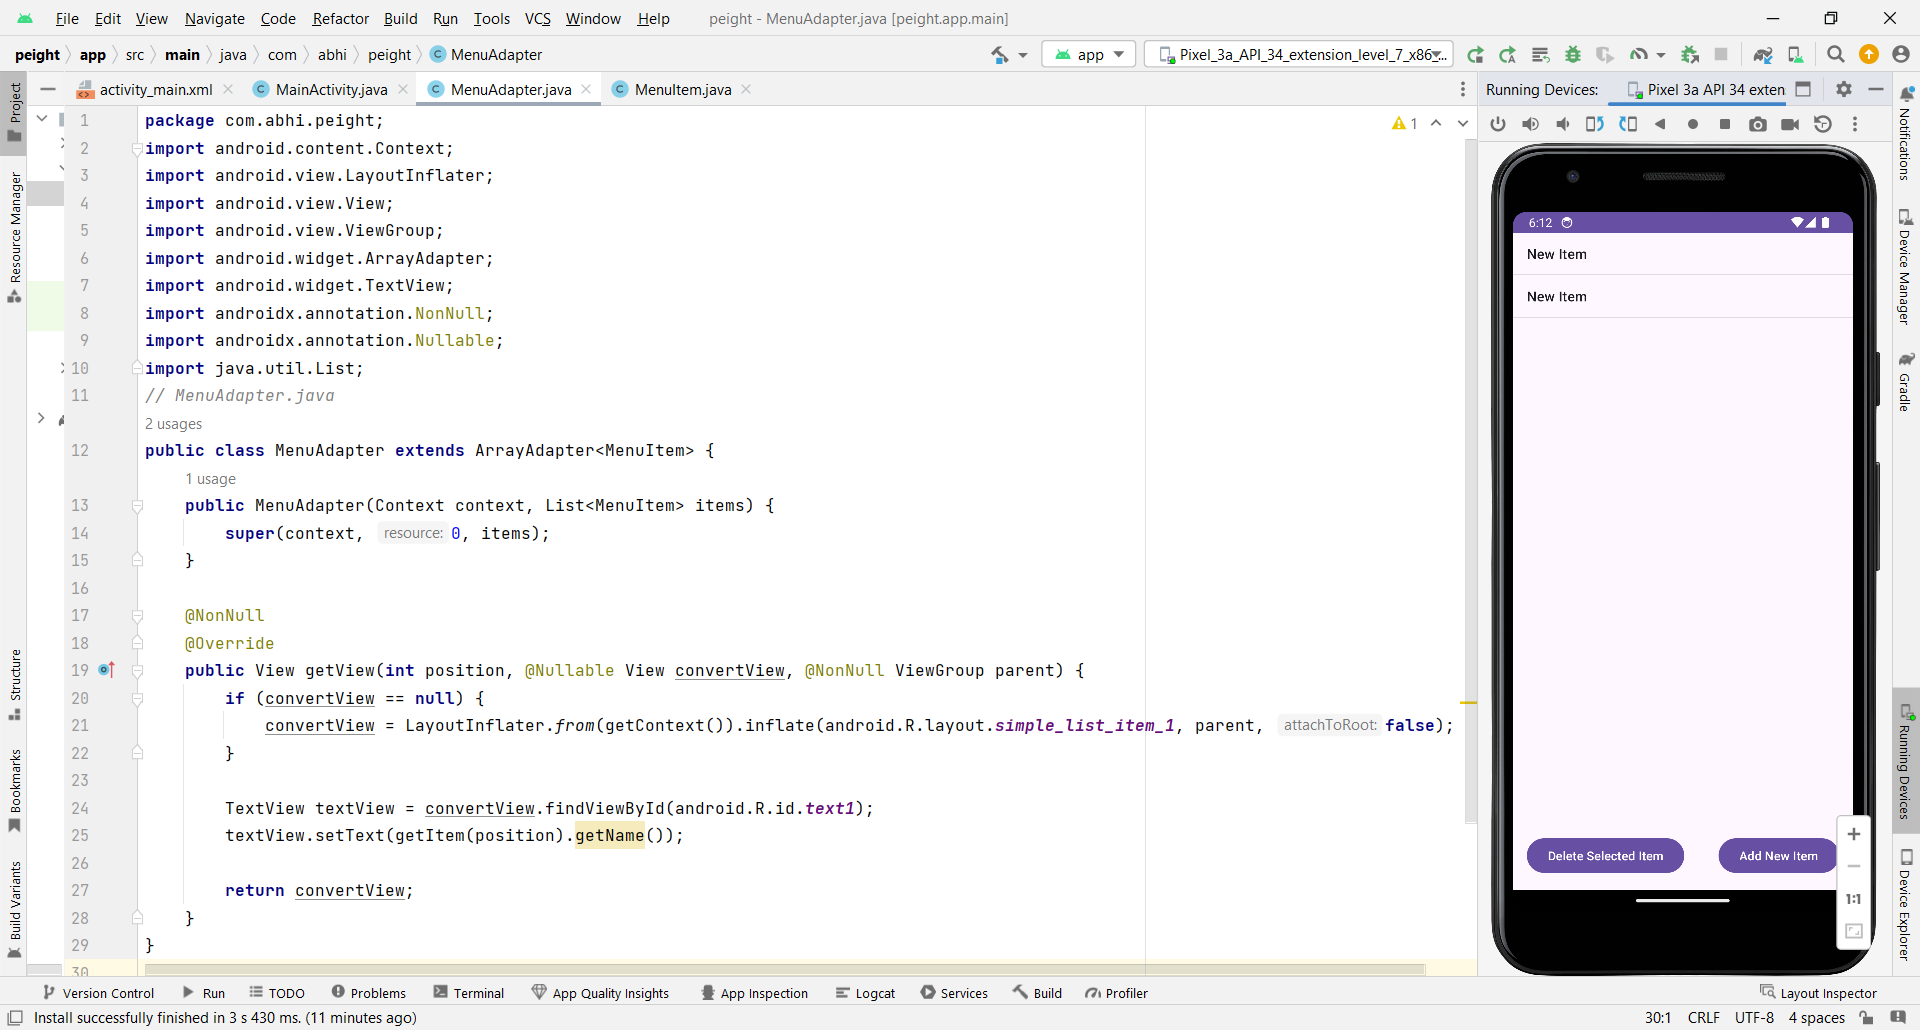 File Edit View Navigate Code Refactor Build Run Tools VCS Window Help peight - MenuAdapter.java [peight.app.main]
peight app src main java com abhi peight MenuAdapter app Pixel_3a_API_34_extension_level_7_x86
activity_main.xml MainActivity.java MenuAdapter.java MenuItem.java Running Devices: Pixel 3a API 34 exten
1 package com.abhi.peight; 1
2 import android.content.Context;
3 import android.view.LayoutInflater;
4 import android.view.View;
5 import android.view.ViewGroup;
6 import android.widget.ArrayAdapter;
7 import android.widget.TextView;
8 import androidx.annotation.NonNull;
9 import androidx.annotation.Nullable;
10 import java.util.List;
11 // MenuAdapter.java
2 usages
12 public class MenuAdapter extends ArrayAdapter<MenuItem> {
1 usage
13 public MenuAdapter(Context context, List<MenuItem> items) {
14 super(context, resource: 0, items);
15 }
16
17 @NonNull
18 @Override
19 public View getView(int position, @Nullable View convertView, @NonNull ViewGroup parent) {
20 if (convertView == null) {
21 convertView = LayoutInflater.from(getContext()).inflate(android.R.layout.simple_list_item_1, parent, attachToRoot: false);
22 }
23
24 TextView textView = convertView.findViewById(android.R.id.text1);
25 textView.setText(getItem(position).getName());
26
27 return convertView;
28 }
29 }
30
Project
Resource Manager
Structure
Bookmarks
Build Variants
6:12
New Item
New Item
Delete Selected Item Add New Item
1:1
Notifications
Device Manager
Gradle
Running Devices
Device Explorer
Version Control Run TODO Problems Terminal App Quality Insights App Inspection Logcat Services Build Profiler Layout Inspector
Install successfully finished in 3 s 430 ms. (11 minutes ago) 30:1 CRLF UTF-8 4 spaces